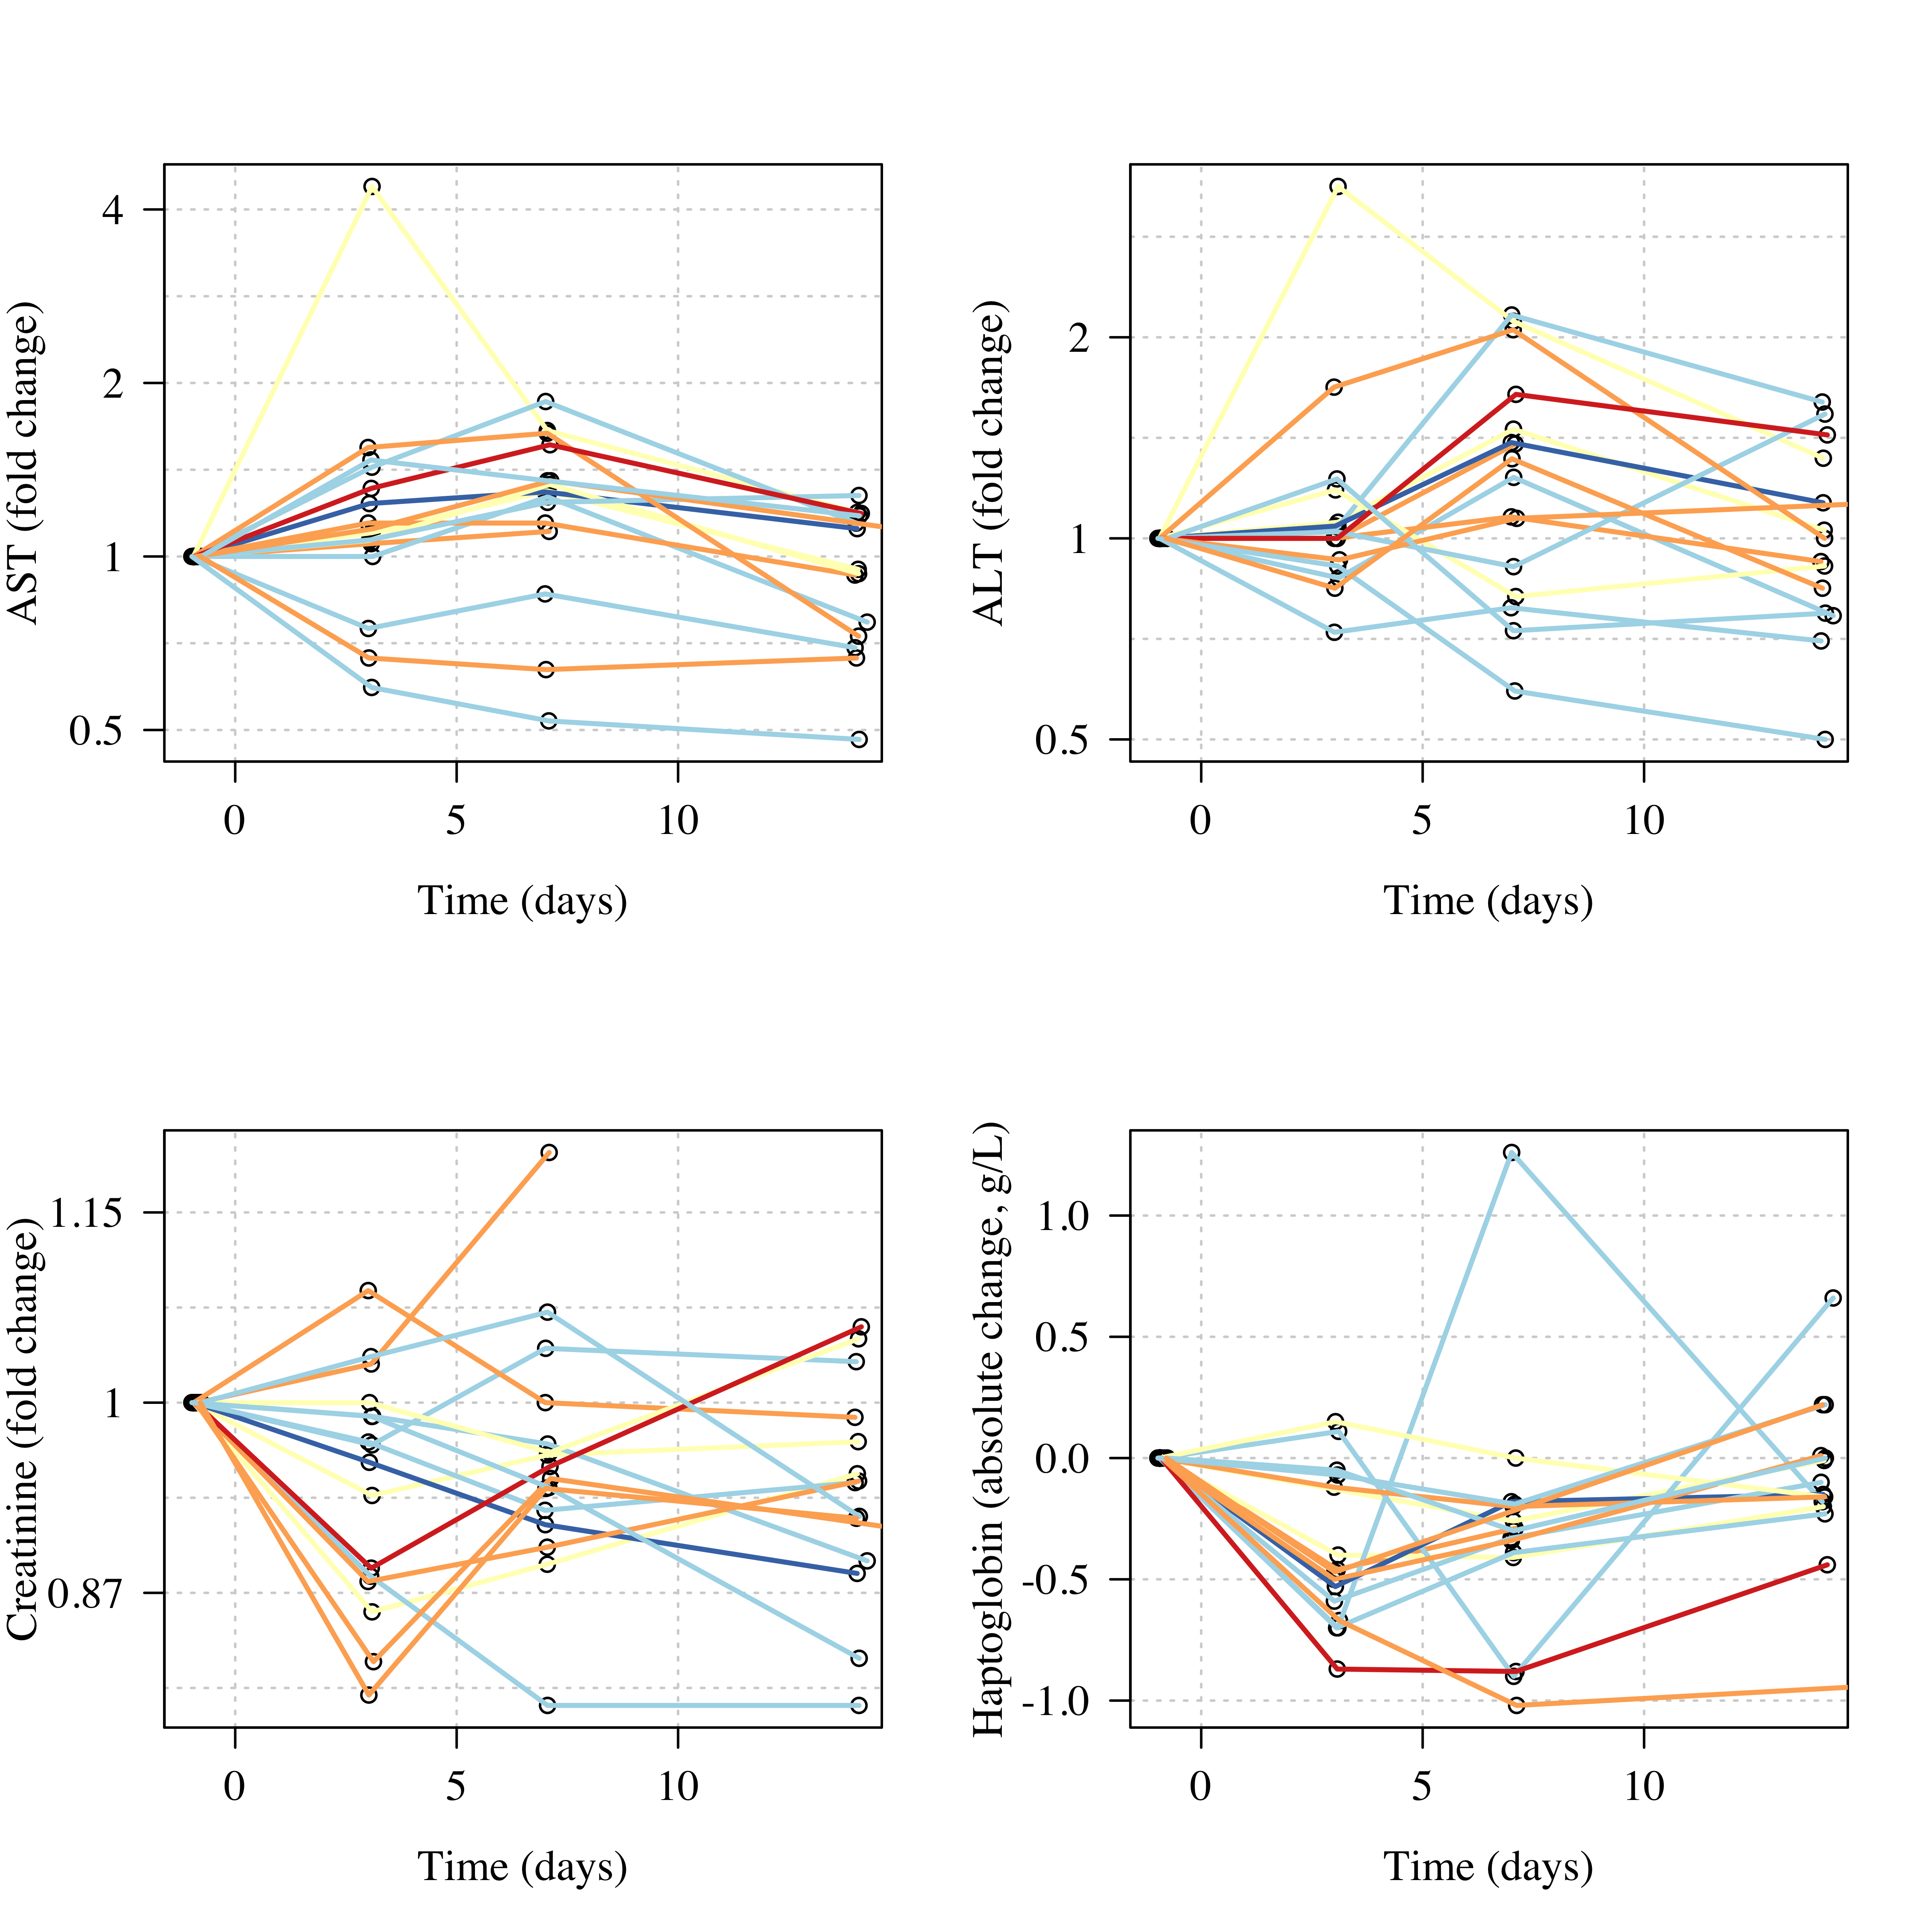 AST (fold change)
4
2
1
0.5
0 5 10
Time (days)
ALT (fold change)
2
1
0.5
0 5 10
Time (days)
Creatinine (fold change)
1.15
1
0.87
0 5 10
Time (days)
Haptoglobin (absolute change, g/L)
1.0
0.5
0.0
-0.5
-1.0
0 5 10
Time (days)